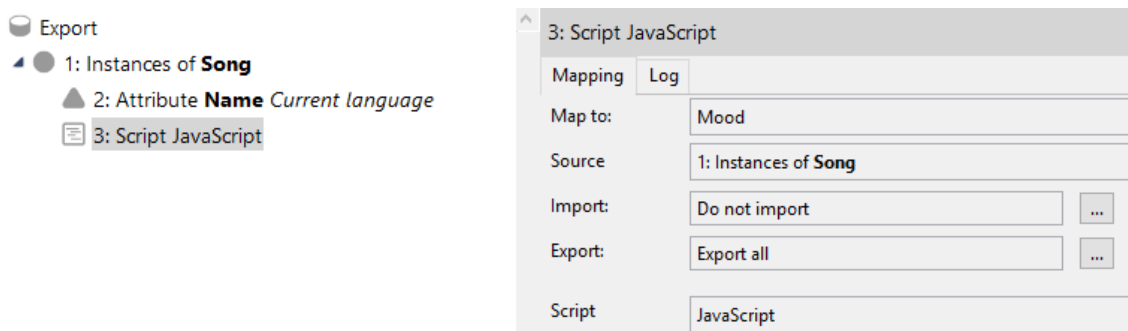 Export
1: Instances of Song
2: Attribute Name Current language
3: Script JavaScript
3: Script JavaScript
Mapping Log
Map to: Mood
Source 1: Instances of Song
Import: Do not import ...
Export: Export all ...
Script JavaScript